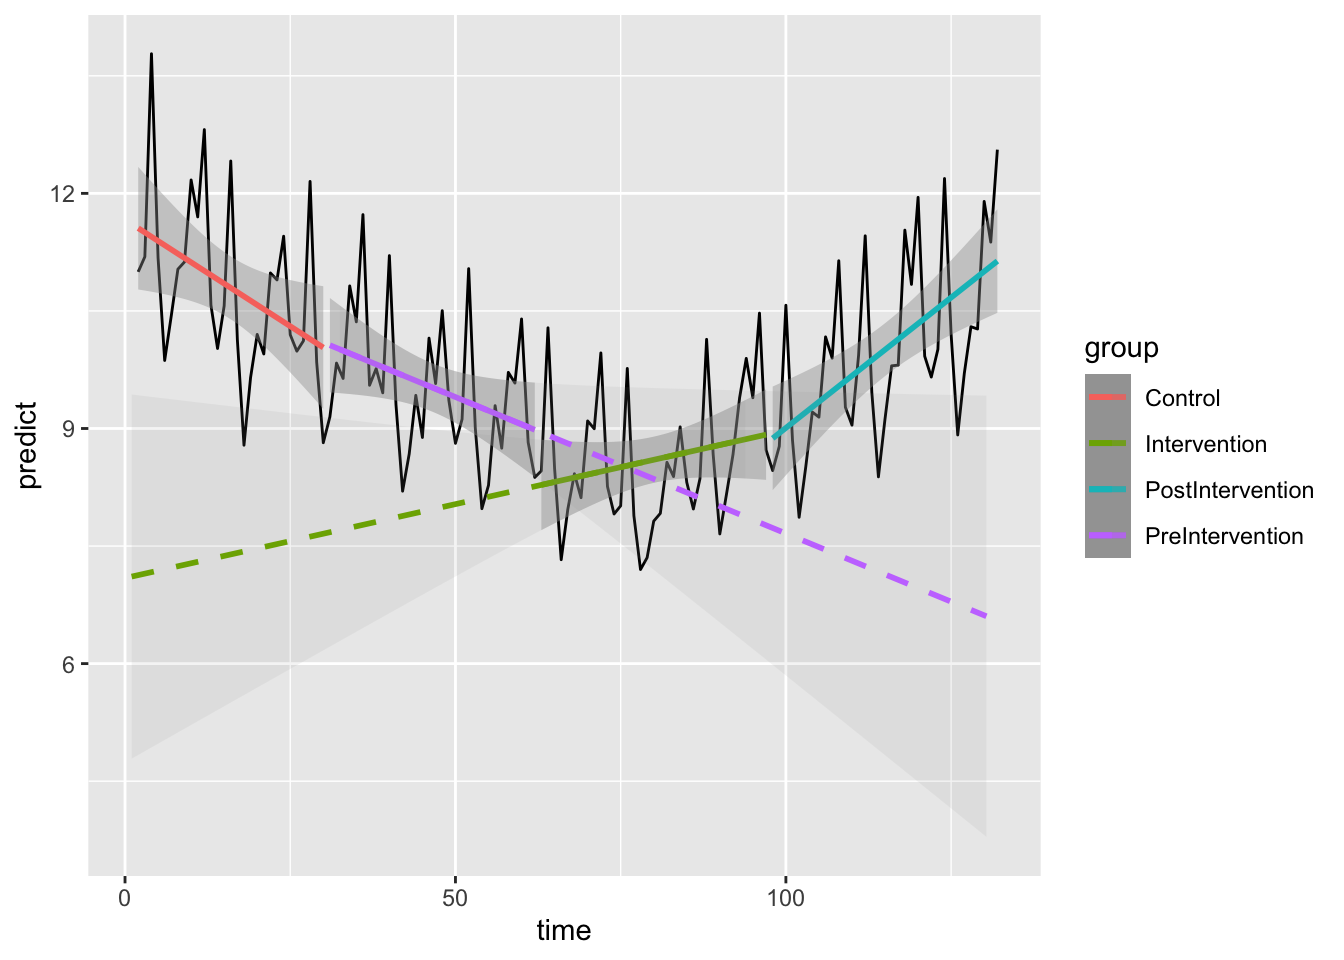 predict
12
9
6
0
50
100
time
group
Control
Intervention
PostIntervention
PreIntervention